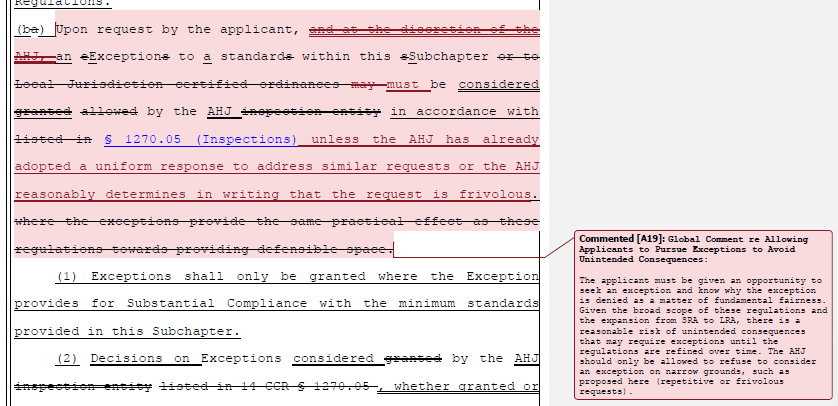 Regulations.
(ba) Upon request by the applicant, and at the discretion of the
AHJ, an eExceptions to a standards within this sSubchapter or to
Local Jurisdiction certified ordinances may must be considered
granted allowed by the AHJ inspection entity in accordance with
listed in § 1270.05 (Inspections) unless the AHJ has already
adopted a uniform response to address similar requests or the AHJ
reasonably determines in writing that the request is frivolous.
where the exceptions provide the same practical effect as these
regulations towards providing defensible space.
(1) Exceptions shall only be granted where the Exception
provides for Substantial Compliance with the minimum standards
provided in this Subchapter.
(2) Decisions on Exceptions considered granted by the AHJ
inspection entity listed in 14 CCR § 1270.05 , whether granted or
Commented [A19]: Global Comment re Allowing
Applicants to Pursue Exceptions to Avoid
Unintended Consequences:
The applicant must be given an opportunity to
seek an exception and know why the exception
is denied as a matter of fundamental fairness.
Given the broad scope of these regulations and
the expansion from SRA to LRA, there is a
reasonable risk of unintended consequences
that may require exceptions until the
regulations are refined over time. The AHJ
should only be allowed to refuse to consider
an exception on narrow grounds, such as
proposed here (repetitive or frivolous
requests).